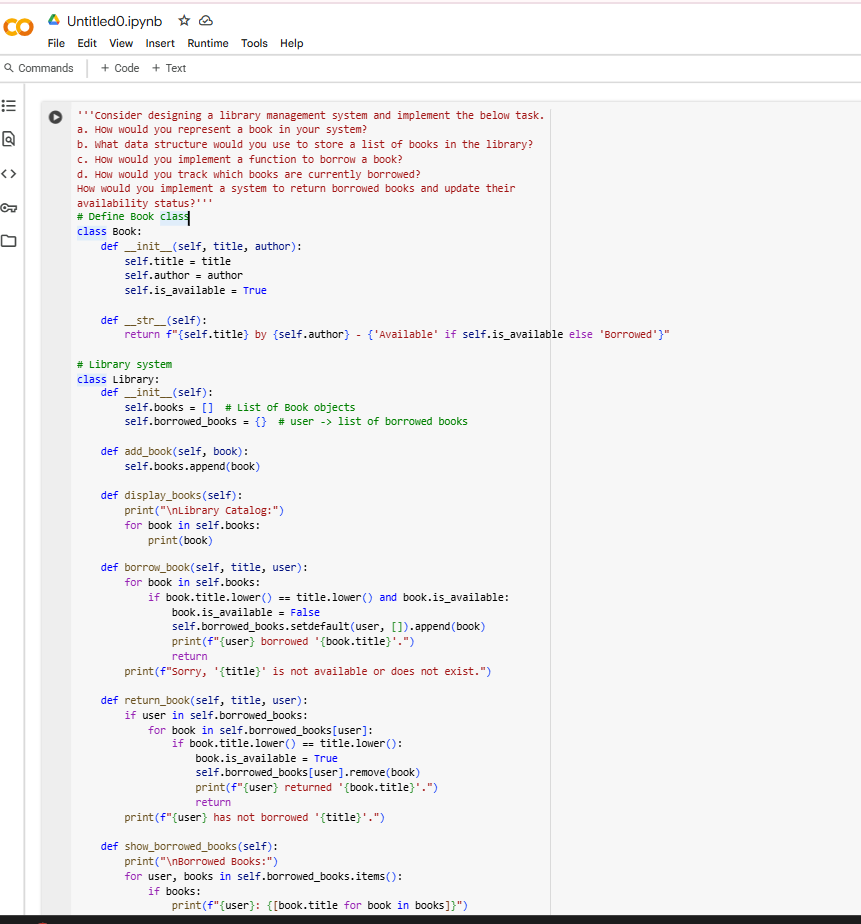 CO
Untitled0.ipynb
File Edit View Insert Runtime Tools Help
Commands + Code + Text
'''Consider designing a library management system and implement the below task.
a. How would you represent a book in your system?
b. What data structure would you use to store a list of books in the library?
c. How would you implement a function to borrow a book?
d. How would you track which books are currently borrowed?
How would you implement a system to return borrowed books and update their
availability status?'''
# Define Book class
class Book:
    def __init__(self, title, author):
        self.title = title
        self.author = author
        self.is_available = True

    def __str__(self):
        return f"{self.title} by {self.author} - {'Available' if self.is_available else 'Borrowed'}"

# Library system
class Library:
    def __init__(self):
        self.books = []  # List of Book objects
        self.borrowed_books = {}  # user -> list of borrowed books

    def add_book(self, book):
        self.books.append(book)

    def display_books(self):
        print("\nLibrary Catalog:")
        for book in self.books:
            print(book)

    def borrow_book(self, title, user):
        for book in self.books:
            if book.title.lower() == title.lower() and book.is_available:
                book.is_available = False
                self.borrowed_books.setdefault(user, []).append(book)
                print(f"{user} borrowed '{book.title}'.")
                return
        print(f"Sorry, '{title}' is not available or does not exist.")

    def return_book(self, title, user):
        if user in self.borrowed_books:
            for book in self.borrowed_books[user]:
                if book.title.lower() == title.lower():
                    book.is_available = True
                    self.borrowed_books[user].remove(book)
                    print(f"{user} returned '{book.title}'.")
                    return
        print(f"{user} has not borrowed '{title}'.")

    def show_borrowed_books(self):
        print("\nBorrowed Books:")
        for user, books in self.borrowed_books.items():
            if books:
                print(f"{user}: {[book.title for book in books]}")